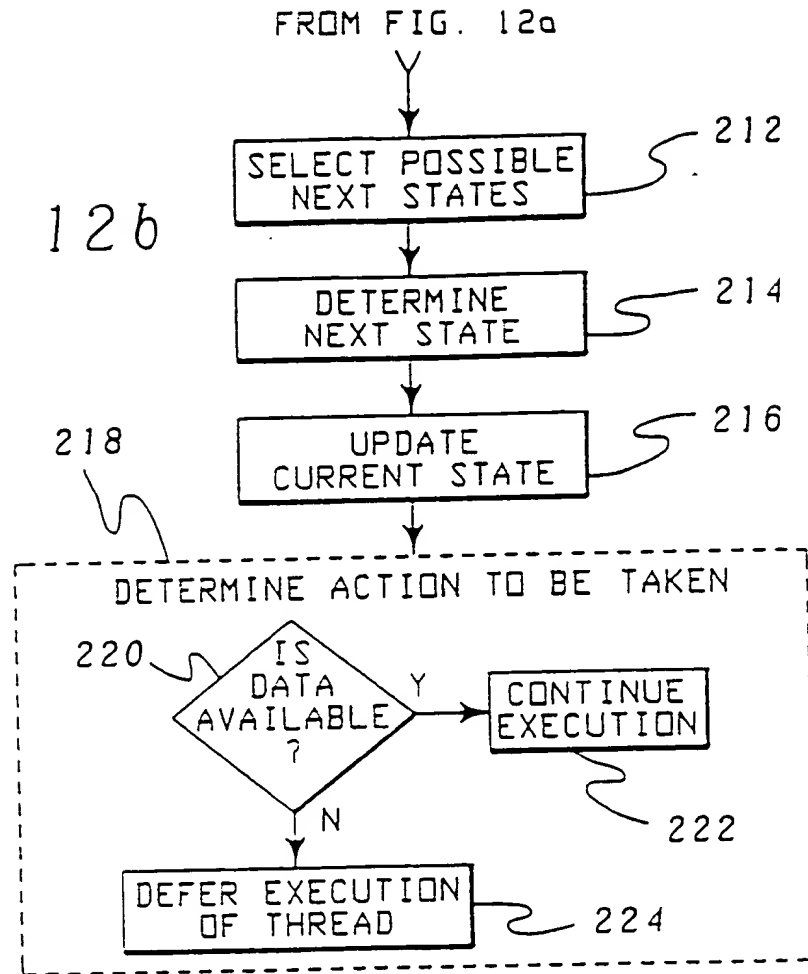 FROM FIG. 12a
212
SELECT POSSIBLE
NEXT STATES
12b
214
DETERMINE
NEXT STATE
216
UPDATE
CURRENT STATE
218
DETERMINE ACTION TO BE TAKEN
220
IS
DATA
AVAILABLE
?
Y
CONTINUE
EXECUTION
222
N
DEFER EXECUTION
OF THREAD
224